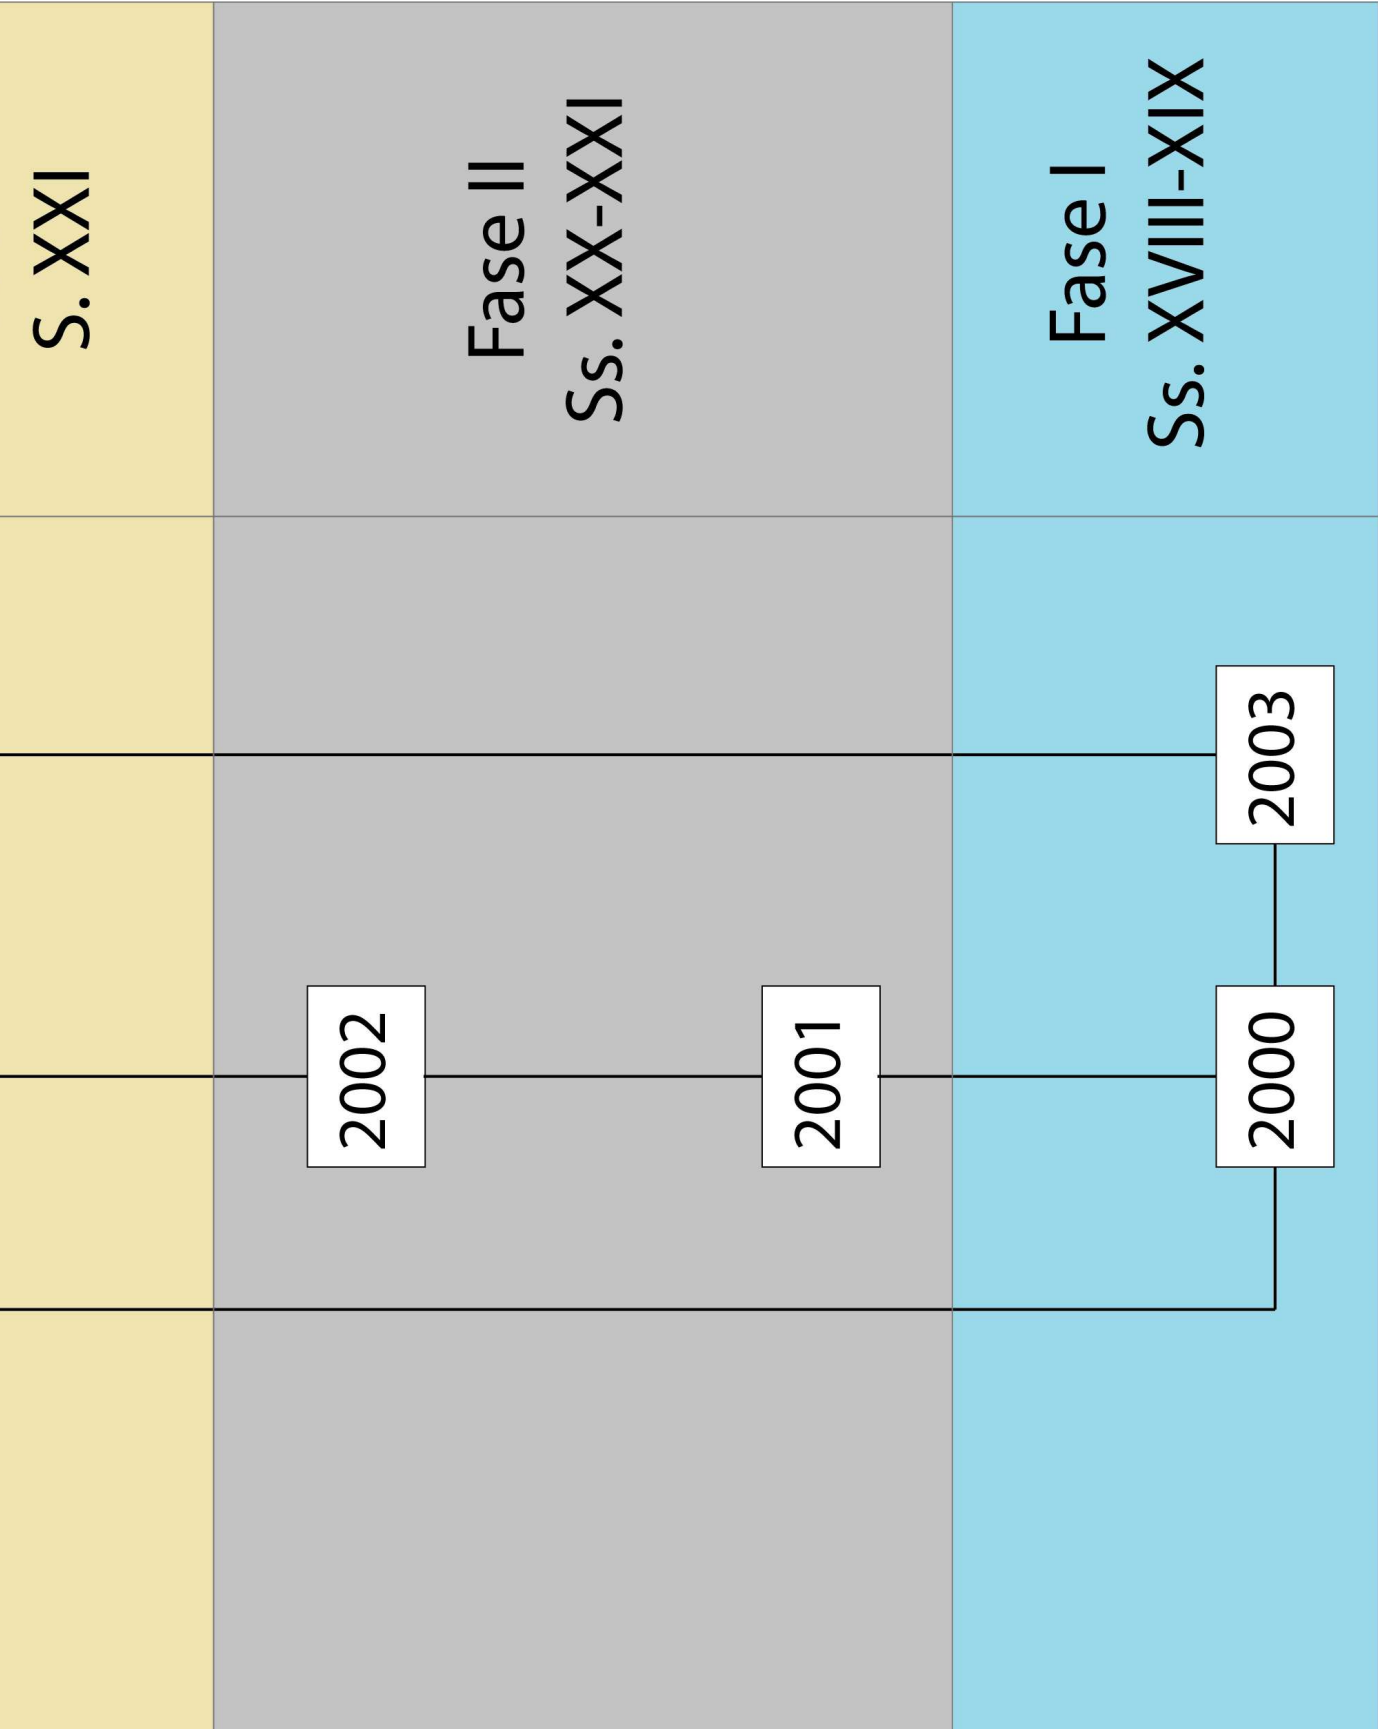 S. XXI
Fase II
Ss. XX-XXI
Fase I
Ss. XVIII-XIX
2002
2001
2003
2000